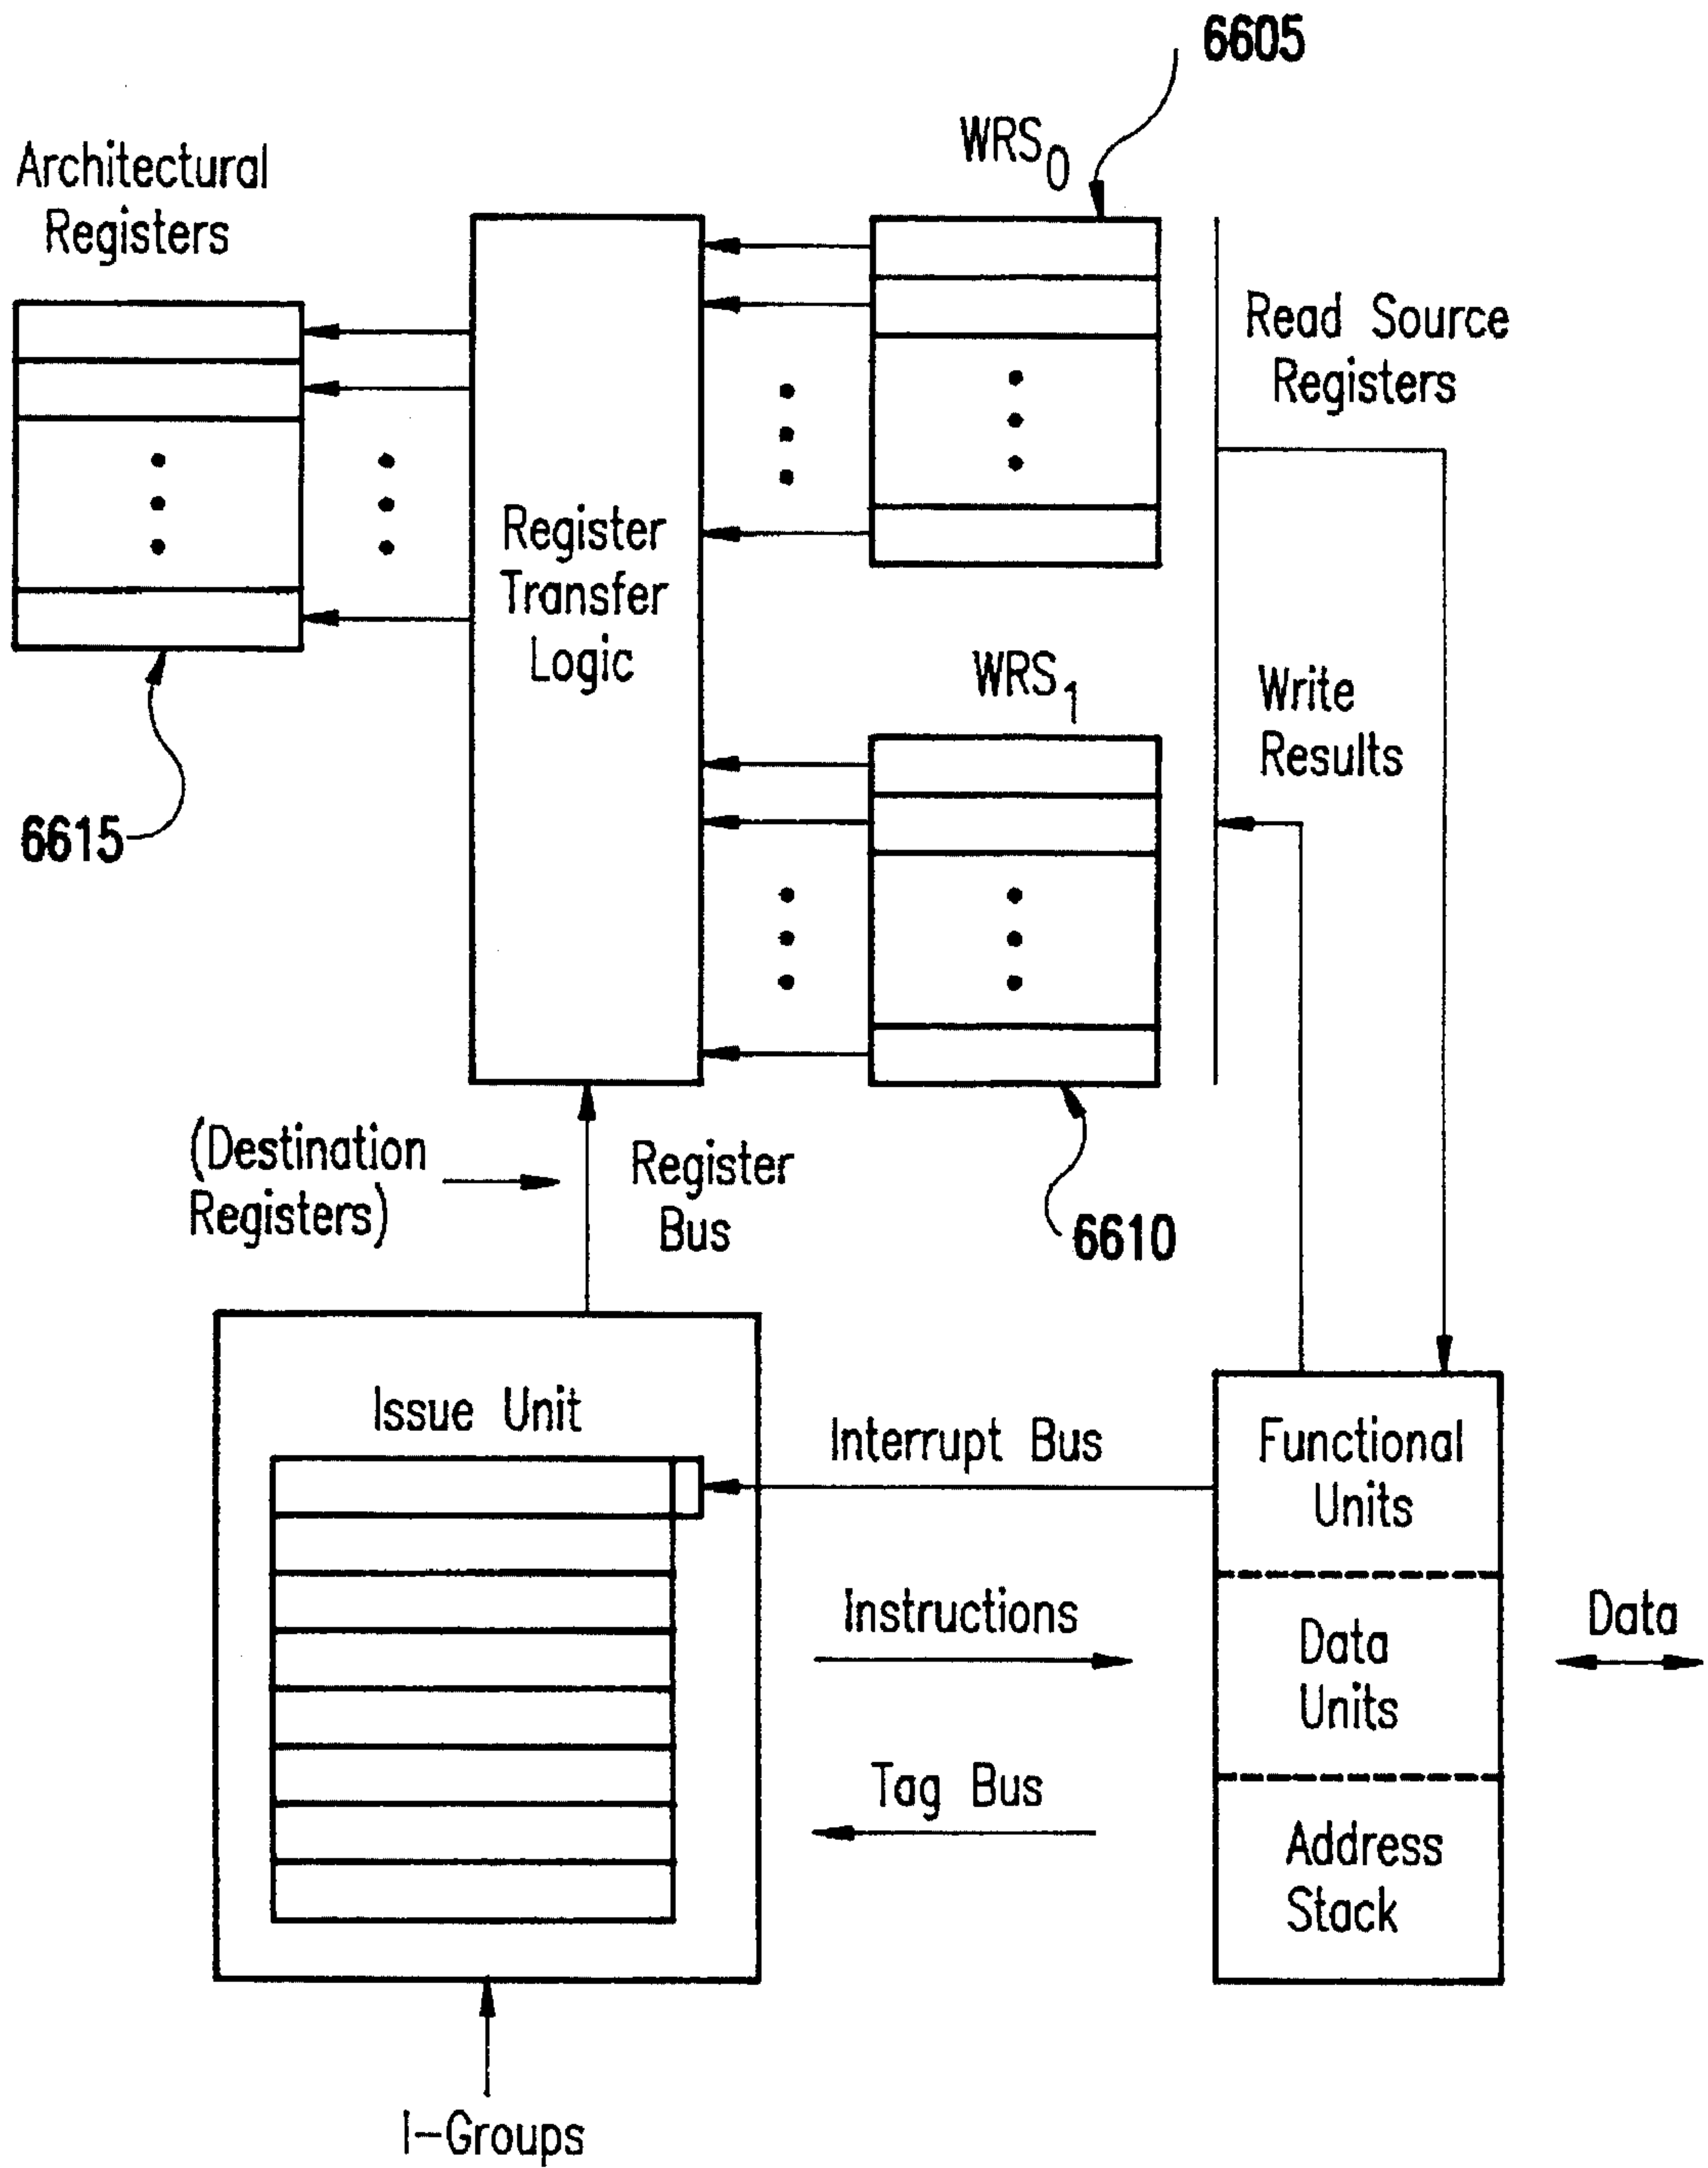 6605
WRS0
Architectural
Registers
Read Source
Registers
Register
Transfer
Logic
WRS1
Write
Results
6615
(Destination
Registers)
Register
Bus
6610
Issue Unit
Interrupt Bus
Functional
Units
Instructions
Data
Units
Data
Tag Bus
Address
Stack
I-Groups